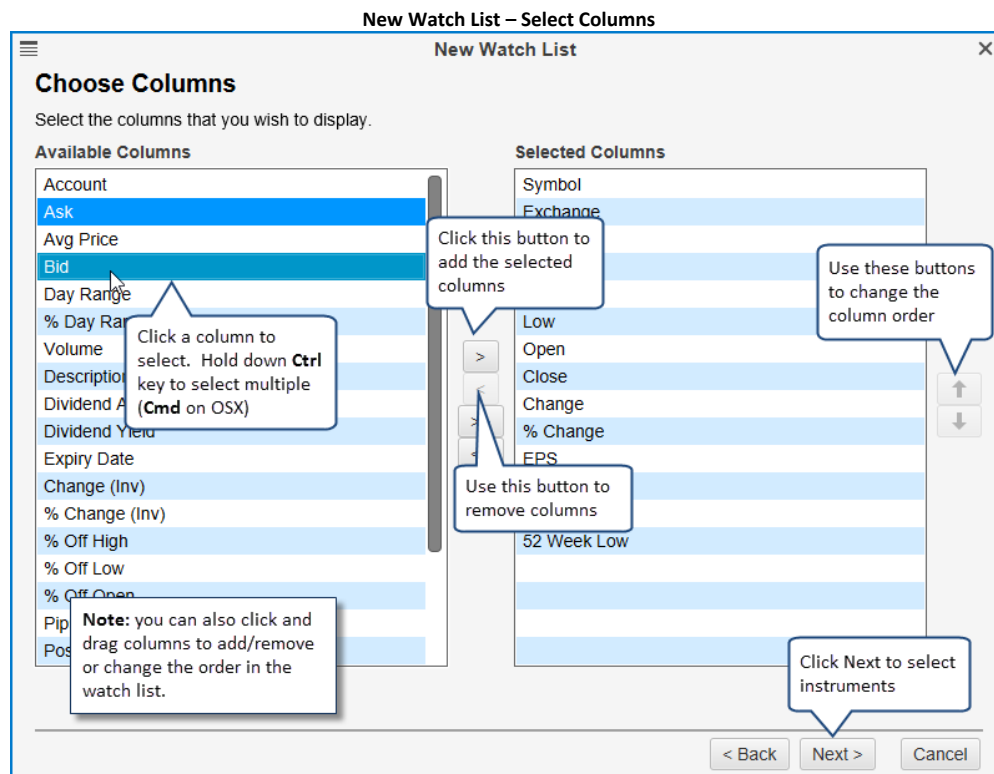 New Watch List – Select Columns
New Watch List
Choose Columns
Select the columns that you wish to display.
Available Columns
Account
Ask
Avg Price
Bid
Day Range
% Day
Volume
Description
Dividend
Dividend Yield
Expiry Date
Change (Inv)
% Change (Inv)
% Off High
% Off Low
% Off Open
Click a column to
select. Hold down Ctrl
key to select multiple
(Cmd on OSX)
Note: you can also click and
drag columns to add/remove
or change the order in the
watch list.
Click this button to
add the selected
columns
>
<
Use this button to
remove columns
Selected Columns
Symbol
Exchange
Low
Open
Close
Change
% Change
EPS
52 Week Low
Use these buttons
to change the
column order
Click Next to select
instruments
< Back
Next >
Cancel